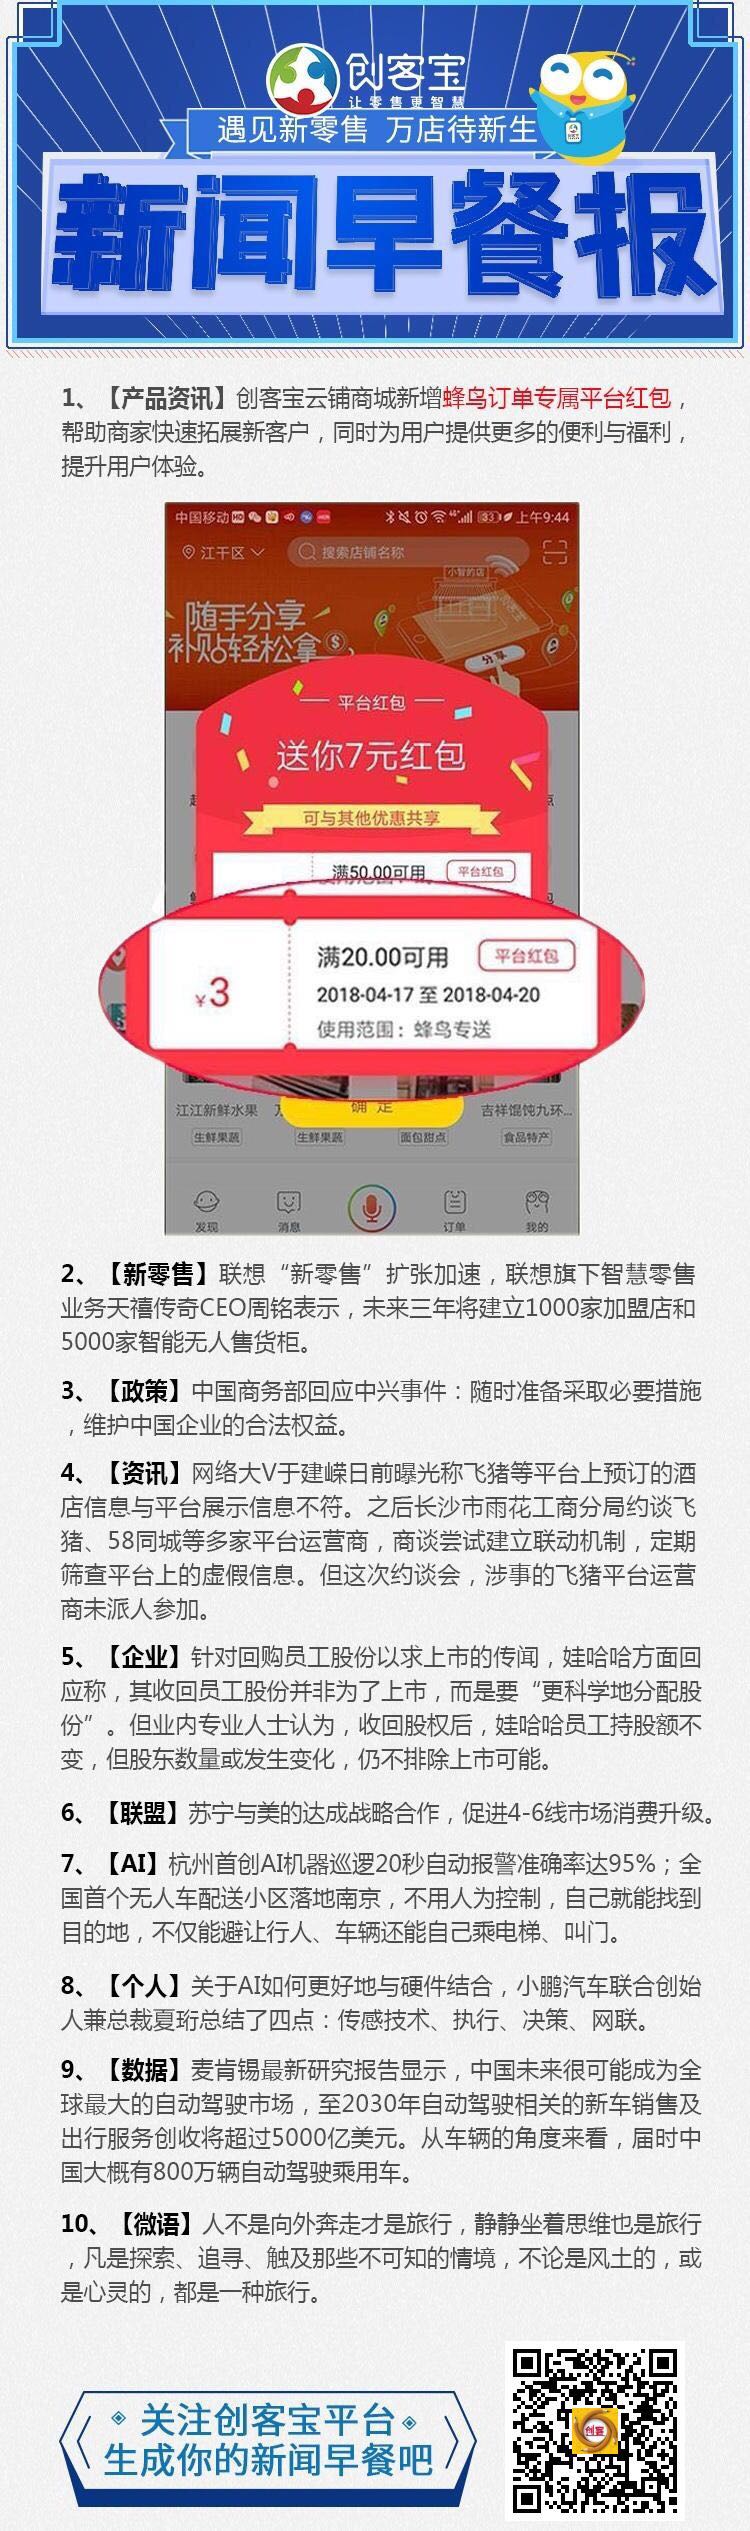 创客宝
让零售更智慧
遇见新零售 万店待新生
新闻早餐报
1、【产品资讯】创客宝云铺商城新增蜂鸟订单专属平台红包，
帮助商家快速拓展新客户，同时为用户提供更多的便利与福利，
提升用户体验。
中国移动 上午9:44
江干区 搜索店铺名称
小智的店
随手分享
补贴轻松拿
分享
平台红包
送你7元红包
可与其他优惠共享
满50.00可用 平台红包
¥3 满20.00可用 平台红包
2018-04-17 至 2018-04-20
使用范围：蜂鸟专送
确 定
江江新鲜水果 吉祥馄饨九环...
生鲜果蔬 生鲜果蔬 面包甜点 食品特产
发现 消息 订单 我的
2、【新零售】联想“新零售”扩张加速，联想旗下智慧零售
业务天禧传奇CEO周铭表示，未来三年将建立1000家加盟店和
5000家智能无人售货柜。
3、【政策】中国商务部回应中兴事件：随时准备采取必要措施
，维护中国企业的合法权益。
4、【资讯】网络大V于建嵘日前曝光称飞猪等平台上预订的酒
店信息与平台展示信息不符。之后长沙市雨花工商分局约谈飞
猪、58同城等多家平台运营商，商谈尝试建立联动机制，定期
筛查平台上的虚假信息。但这次约谈会，涉事的飞猪平台运营
商未派人参加。
5、【企业】针对回购员工股份以求上市的传闻，娃哈哈方面回
应称，其收回员工股份并非为了上市，而是要“更科学地分配股
份”。但业内专业人士认为，收回股权后，娃哈哈员工持股额不
变，但股东数量或发生变化，仍不排除上市可能。
6、【联盟】苏宁与美的达成战略合作，促进4-6线市场消费升级。
7、【AI】杭州首创AI机器巡逻20秒自动报警准确率达95%；全
国首个无人车配送小区落地南京，不用人为控制，自己就能找到
目的地，不仅能避让行人、车辆还能自己乘电梯、叫门。
8、【个人】关于AI如何更好地与硬件结合，小鹏汽车联合创始
人兼总裁夏珩总结了四点：传感技术、执行、决策、网联。
9、【数据】麦肯锡最新研究报告显示，中国未来很可能成为全
球最大的自动驾驶市场，至2030年自动驾驶相关的新车销售及
出行服务创收将超过5000亿美元。从车辆的角度来看，届时中
国大概有800万辆自动驾驶乘用车。
10、【微语】人不是向外奔走才是旅行，静静坐着思维也是旅行
，凡是探索、追寻、触及那些不可知的情境，不论是风土的，或
是心灵的，都是一种旅行。
关注创客宝平台
生成你的新闻早餐吧
创客